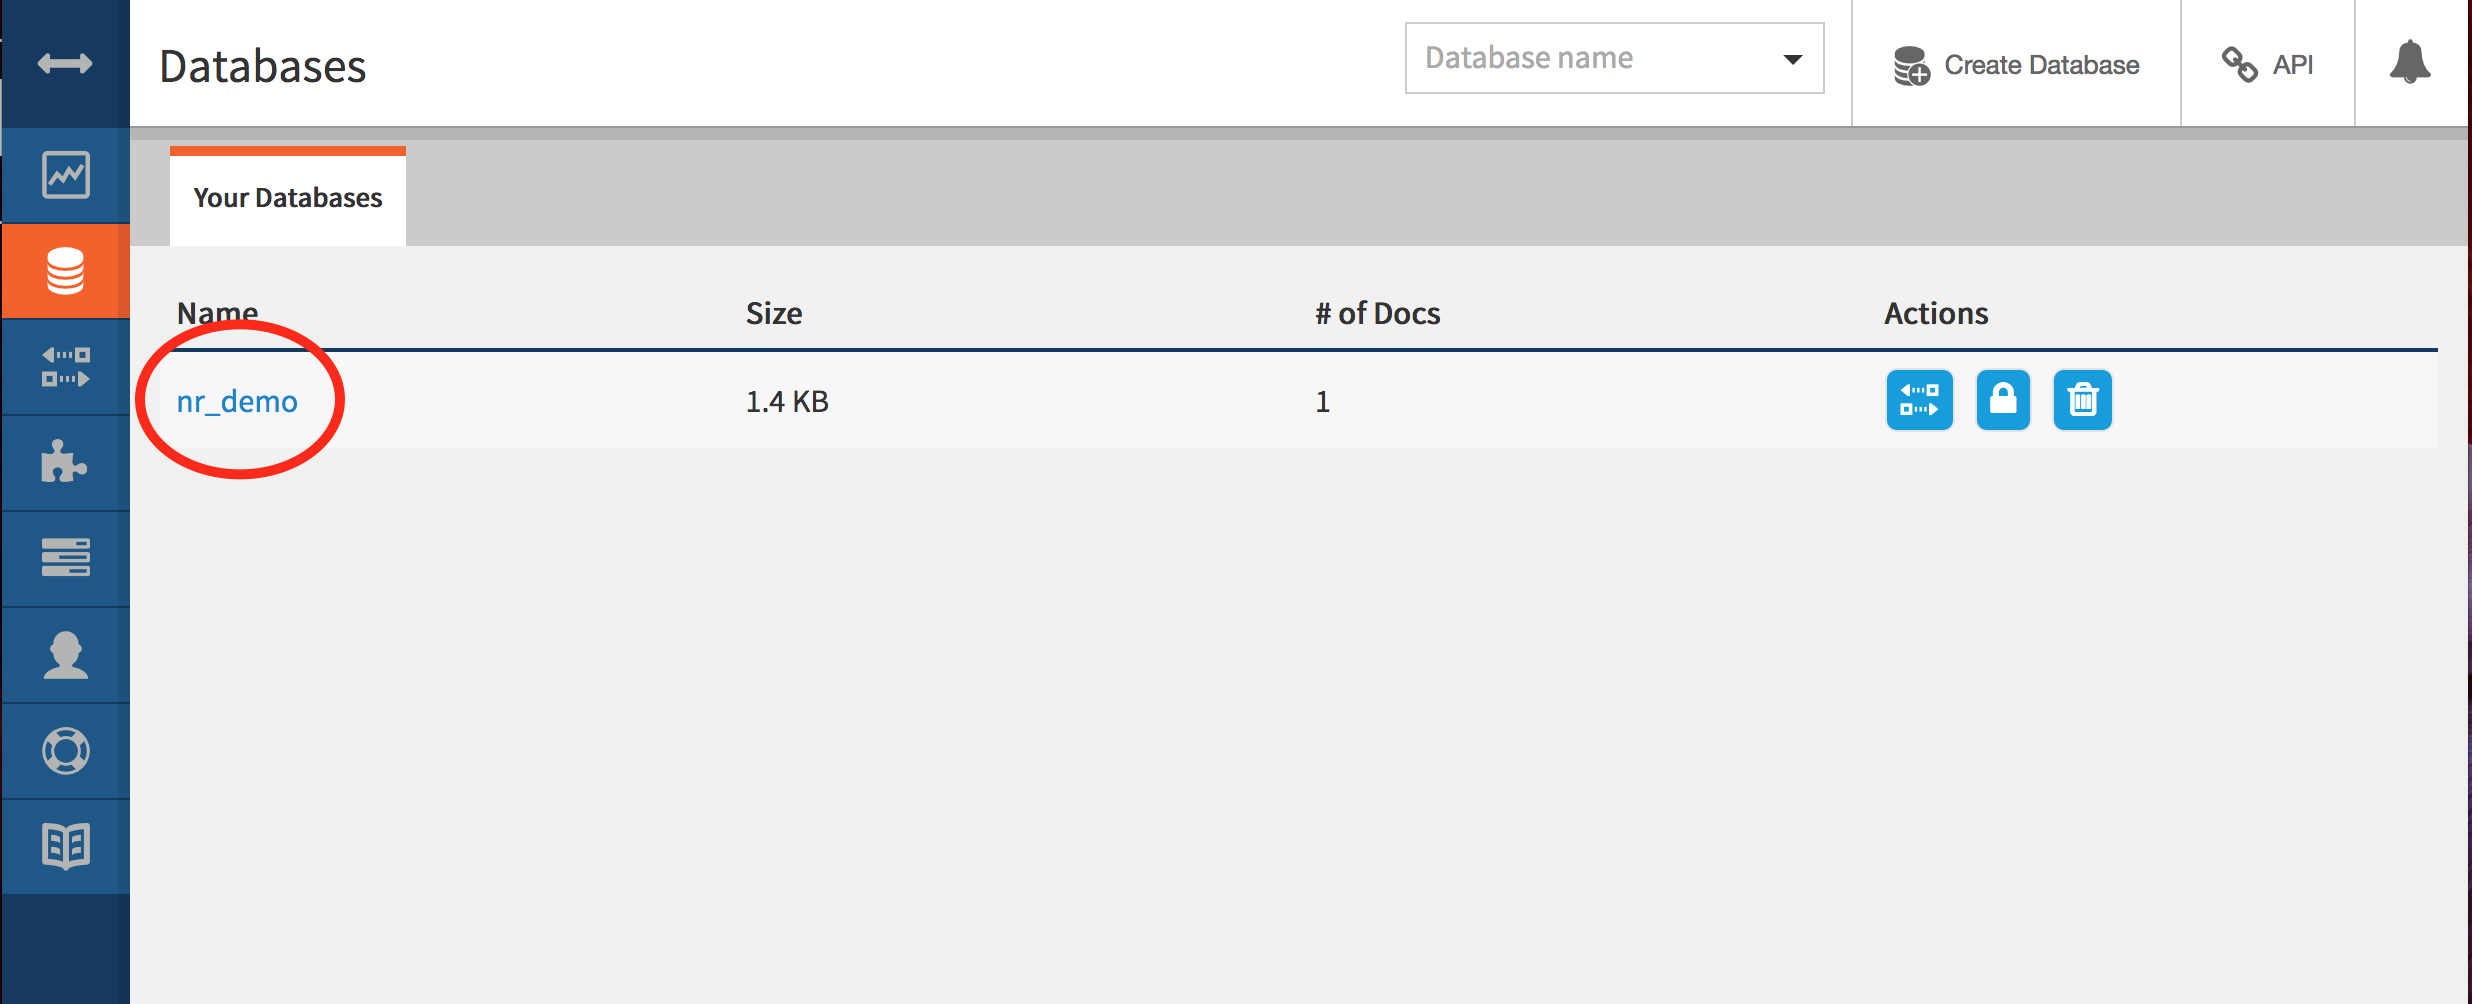 Databases
Database name
Create Database
API
Your Databases
Name Size # of Docs Actions
nr_demo 1.4 KB 1